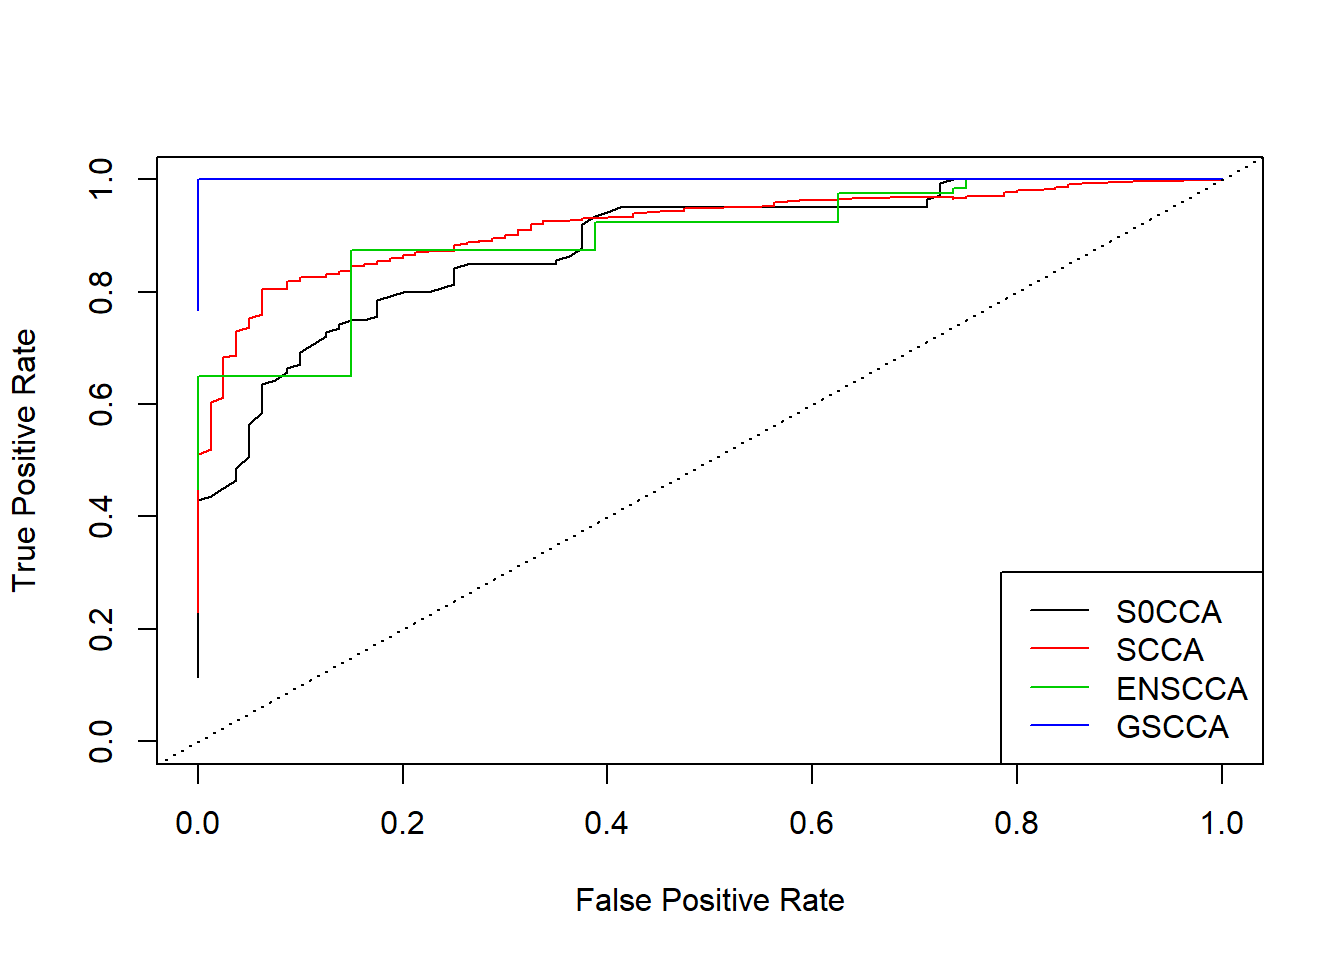 True Positive Rate
1.0
0.8
0.6
0.4
0.2
0.0
S0CCA
SCCA
ENSCCA
GSCCA
0.0 0.2 0.4 0.6 0.8 1.0
False Positive Rate